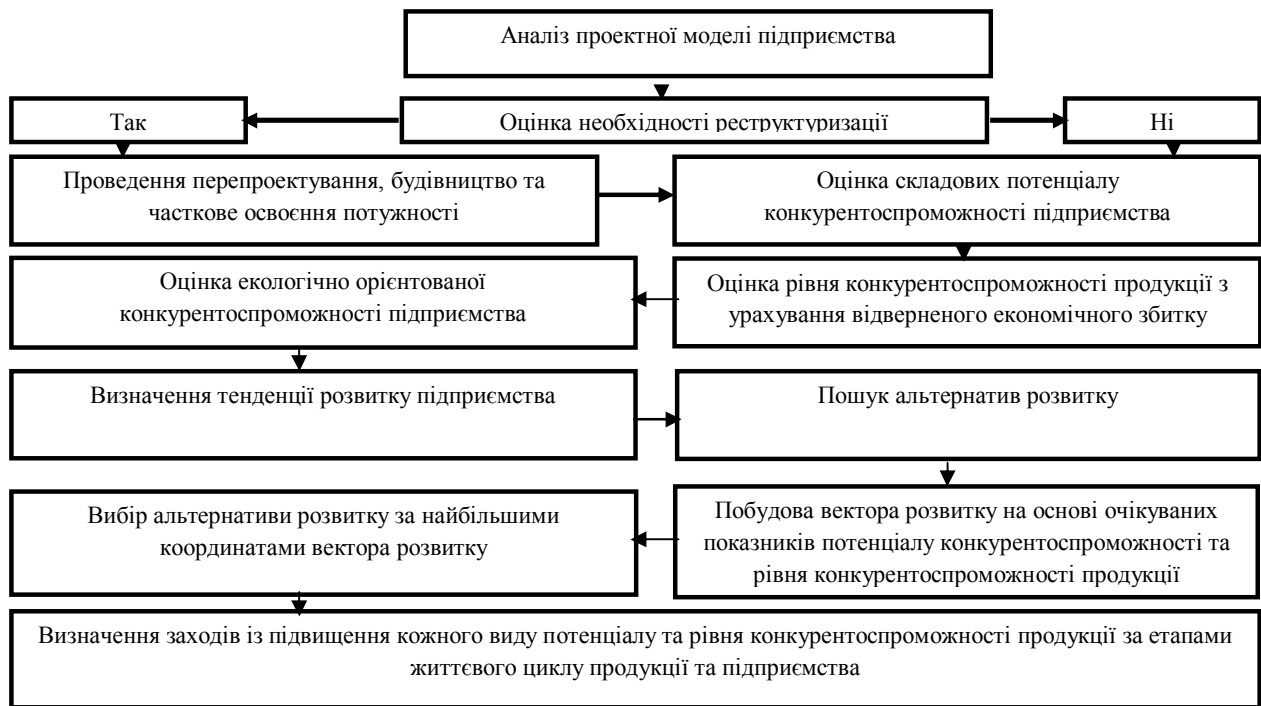 Аналіз проектної моделі підприємства
Так
Оцінка необхідності реструктуризації
Ні
Проведення перепроектування, будівництво та
часткове освоєння потужності
Оцінка складових потенціалу
конкурентоспроможності підприємства
Оцінка екологічно орієнтованої
конкурентоспроможності підприємства
Оцінка рівня конкурентоспроможності продукції з
урахування відверненого економічного збитку
Визначення тенденції розвитку підприємства
Пошук альтернатив розвитку
Вибір альтернативи розвитку за найбільшими
координатами вектора розвитку
Побудова вектора розвитку на основі очікуваних
показників потенціалу конкурентоспроможності та
рівня конкурентоспроможності продукції
Визначення заходів із підвищення кожного виду потенціалу та рівня конкурентоспроможності продукції за етапами
життєвого циклу продукції та підприємства